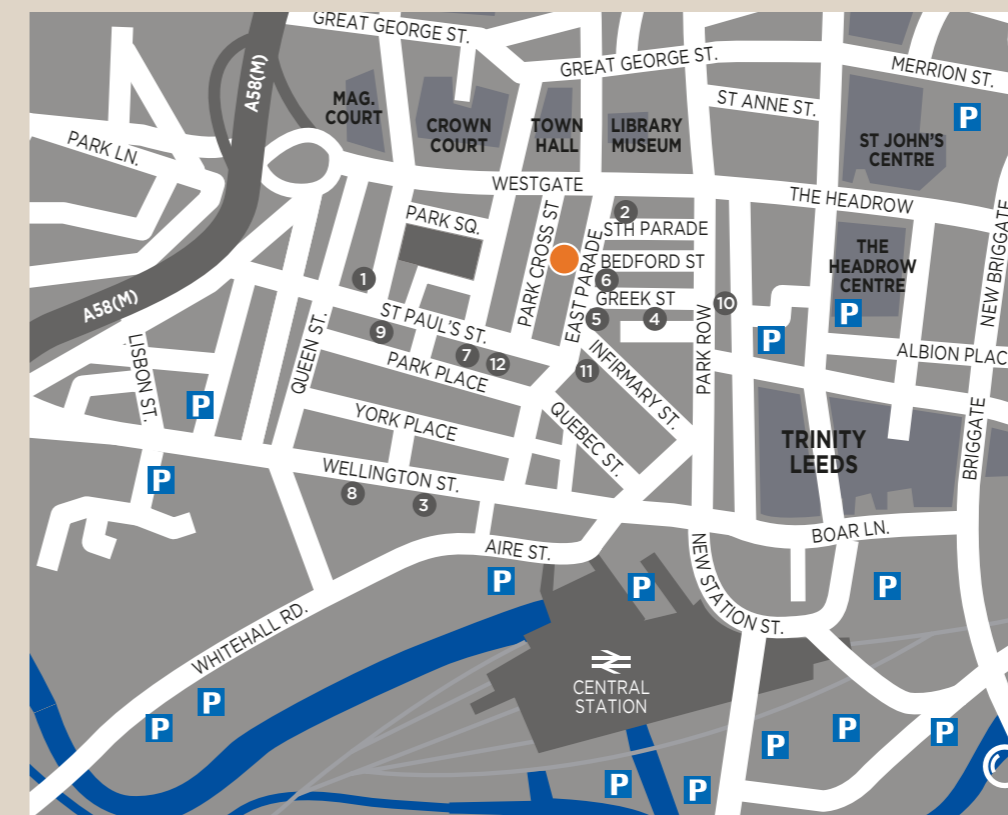 GREAT GEORGE ST.
A58(M)
GREAT GEORGE ST.
MERRION ST.
MAG.
COURT
CROWN
COURT
TOWN
HALL
LIBRARY
MUSEUM
ST ANNE ST.
P
ST JOHN'S
CENTRE
PARK LN.
WESTGATE
THE HEADROW
PARK SQ.
PARK CROSS ST
2
STH PARADE
EAST PARADE
BEDFORD ST
6
GREEK ST
5
4
10
PARK ROW
THE
HEADROW
CENTRE
P
P
NEW BRIGGATE
ALBION PLAC
1
A58(M)
ST PAUL'S ST.
9
7
12
PARK PLACE
QUEEN ST.
LISBON ST.
P
INFIRMARY ST.
11
QUEBEC ST.
YORK PLACE
TRINITY
LEEDS
BRIGGATE
WELLINGTON ST.
8
3
P
AIRE ST.
P
P
BOAR LN.
P
NEW STATION ST.
WHITEHALL RD.
CENTRAL
STATION
P
P
P
P
P
P
P